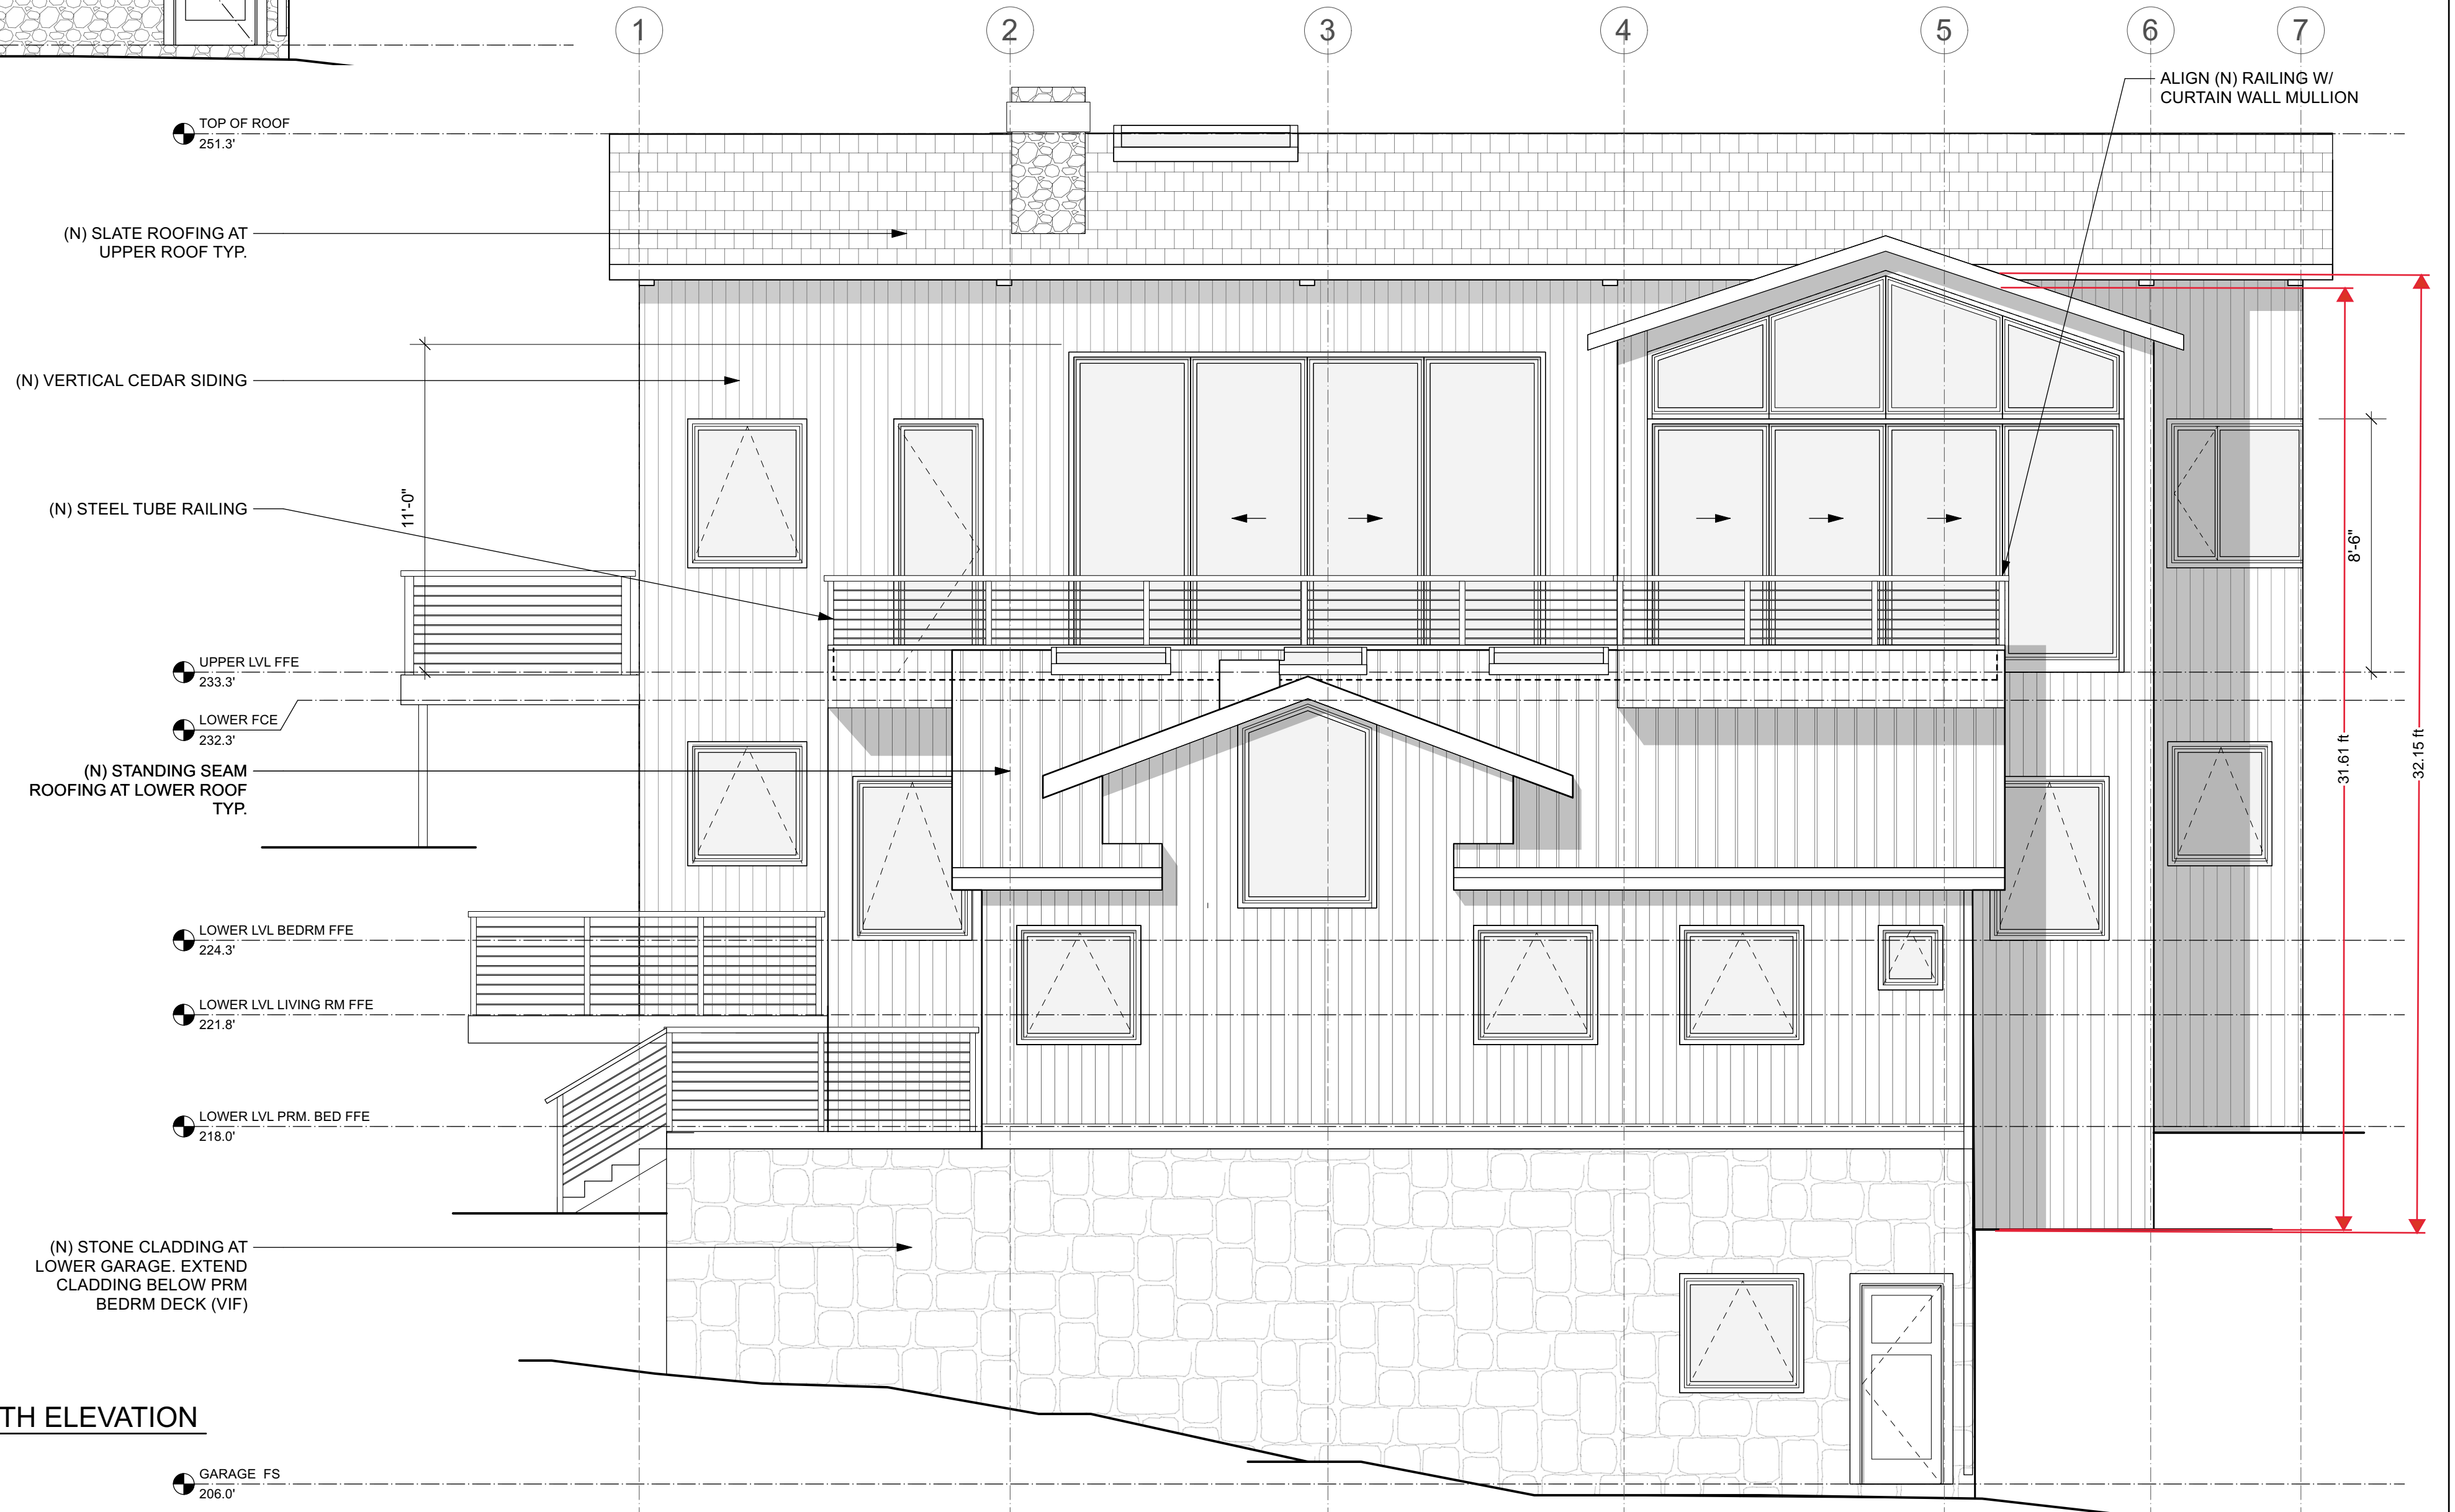 1
2
3
4
5
6
7
ALIGN (N) RAILING W/
CURTAIN WALL MULLION
TOP OF ROOF
251.3'
(N) SLATE ROOFING AT
UPPER ROOF TYP.
(N) VERTICAL CEDAR SIDING
11'-0"
(N) STEEL TUBE RAILING
8'-6"
UPPER LVL FFE
233.3'
LOWER FCE
232.3'
31.61 ft
32.15 ft
(N) STANDING SEAM
ROOFING AT LOWER ROOF
TYP.
LOWER LVL BEDRM FFE
224.3'
LOWER LVL LIVING RM FFE
221.8'
LOWER LVL PRM. BED FFE
218.0'
(N) STONE CLADDING AT
LOWER GARAGE. EXTEND
CLADDING BELOW PRM
BEDRM DECK (VIF)
TH ELEVATION
GARAGE FS
206.0'